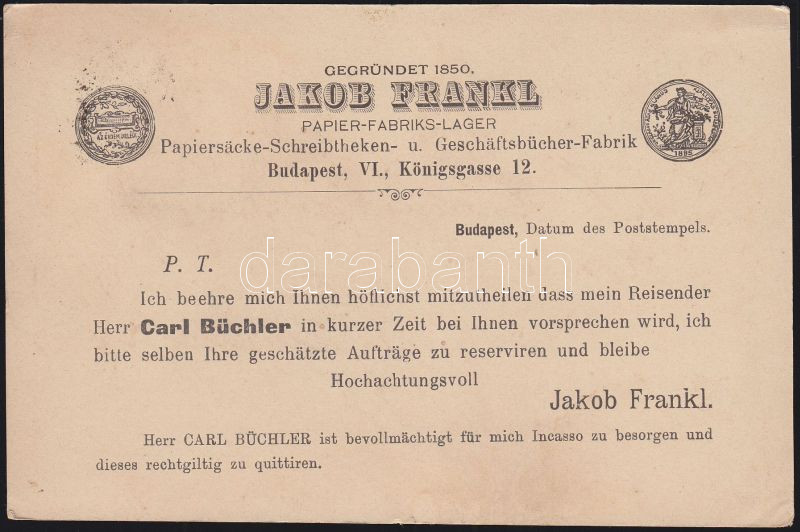 GEGRÜNDET 1850.
JAKOB FRANKL
PAPIER-FABRIKS-LAGER
Papiersäcke-Schreibtheken- u. Geschäftsbücher-Fabrik
Budapest, VI., Königsgasse 12.
1885
Budapest, Datum des Poststempels.
darabanth
P. T.
Ich beehre mich Ihnen höflichst mitzutheilen dass mein Reisender
Herr Carl Büchler in kurzer Zeit bei Ihnen vorsprechen wird, ich
bitte selben Ihre geschätzte Aufträge zu reserviren und bleibe
Hochachtungsvoll
Jakob Frankl.
Herr CARL BÜCHLER ist bevollmächtigt für mich Incasso zu besorgen und
dieses rechtgiltig zu quittiren.